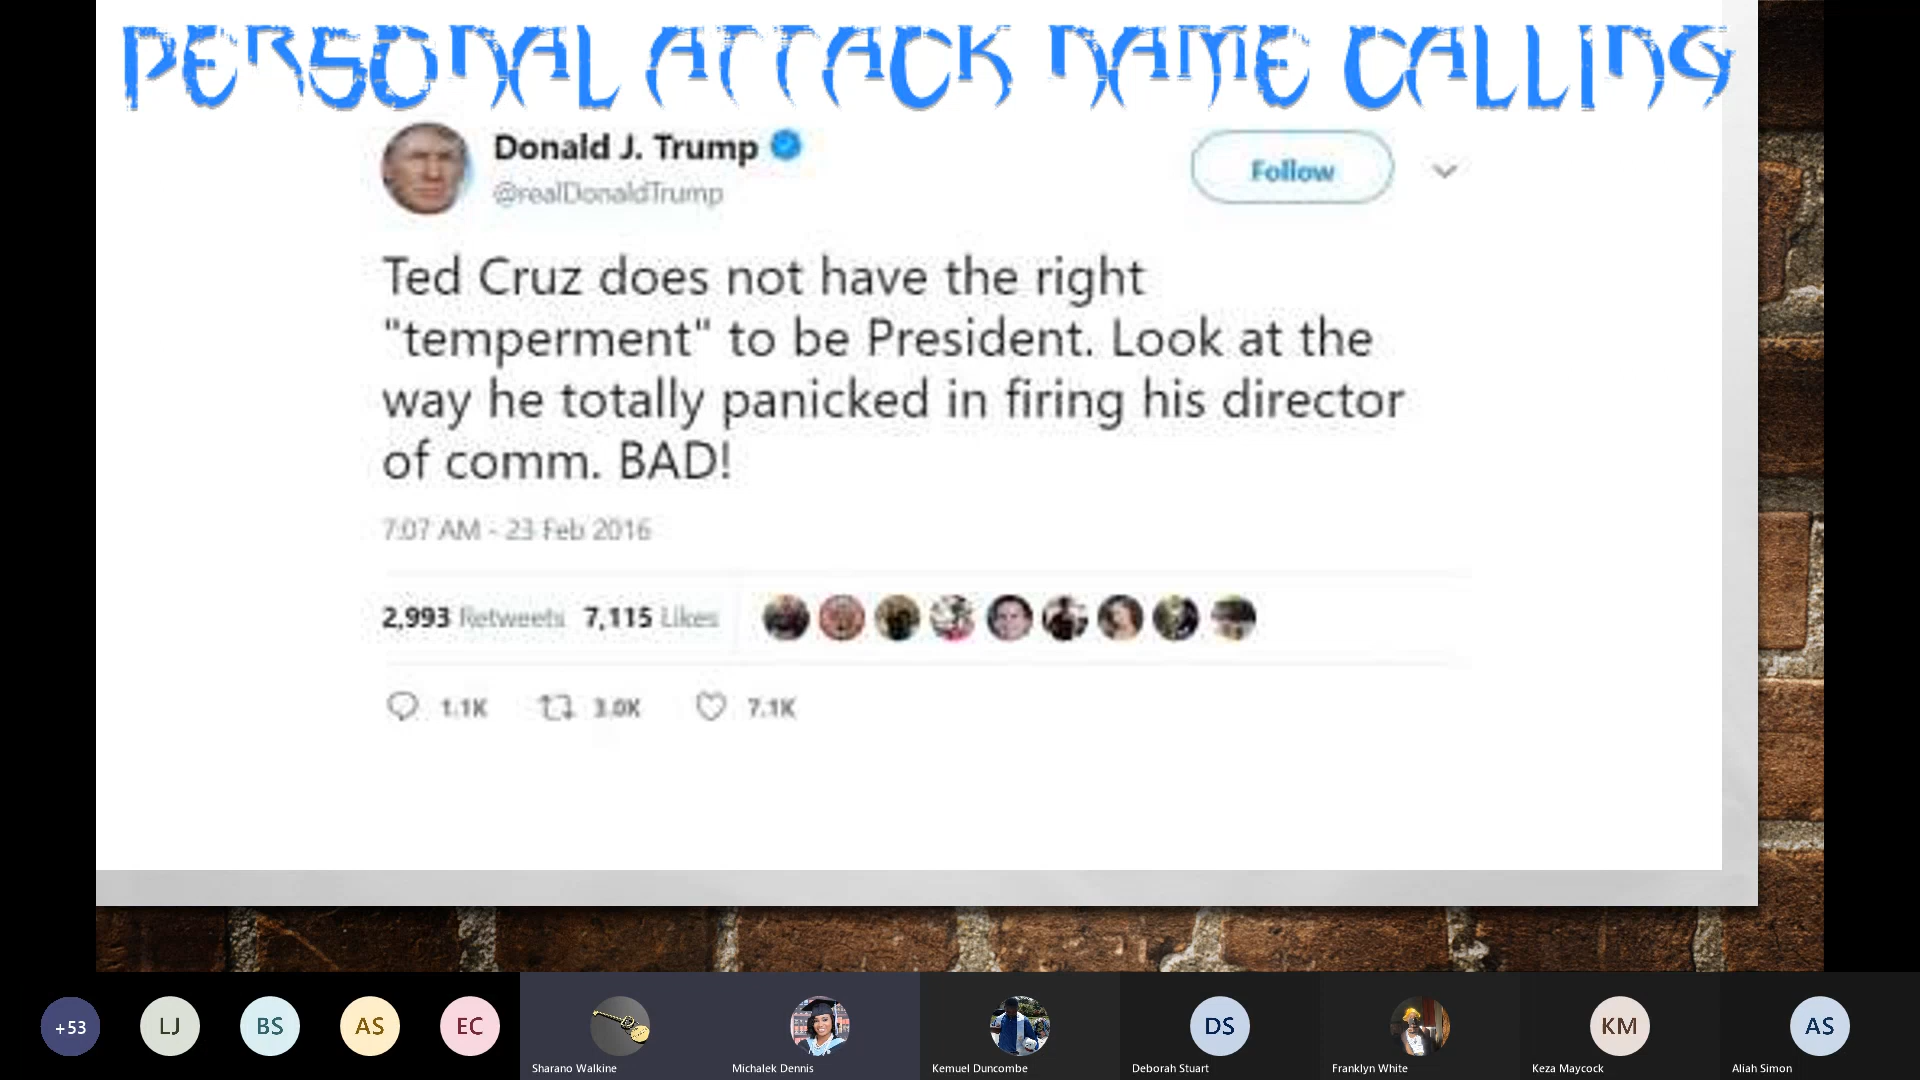 PERSONAL ATTACK NAME CALLING
Donald J. Trump
@realDonaldTrump
Follow
Ted Cruz does not have the right
"temperment" to be President. Look at the
way he totally panicked in firing his director
of comm. BAD!
7:07 AM - 23 Feb 2016
2,993 Retweets 7,115 Likes
1.1K 3.0K 7.1K
+53 LJ BS AS EC DS KM AS
Sharano Walkine Michalek Dennis Kemuel Duncombe Deborah Stuart Franklyn White Keza Maycock Aliah Simon